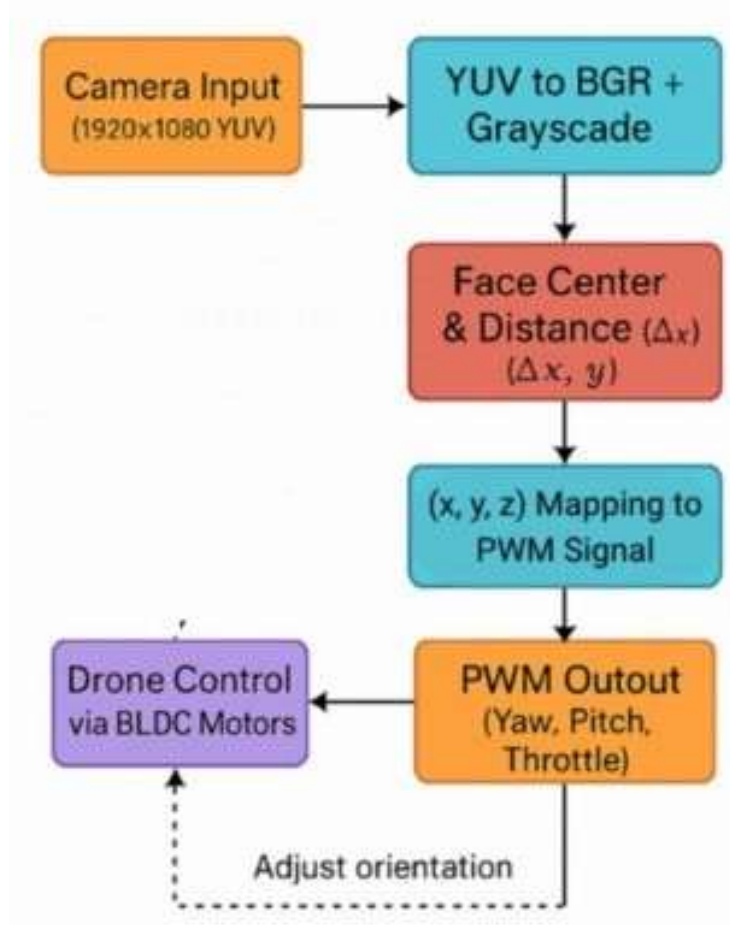 Camera Input
(1920x1080 YUV)
YUV to BGR +
Grayscade
Face Center
& Distance (Δx)
(Δx, y)
(x, y, z) Mapping to
PWM Signal
Drone Control
via BLDC Motors
PWM Outout
(Yaw, Pitch,
Throttle)
Adjust orientation